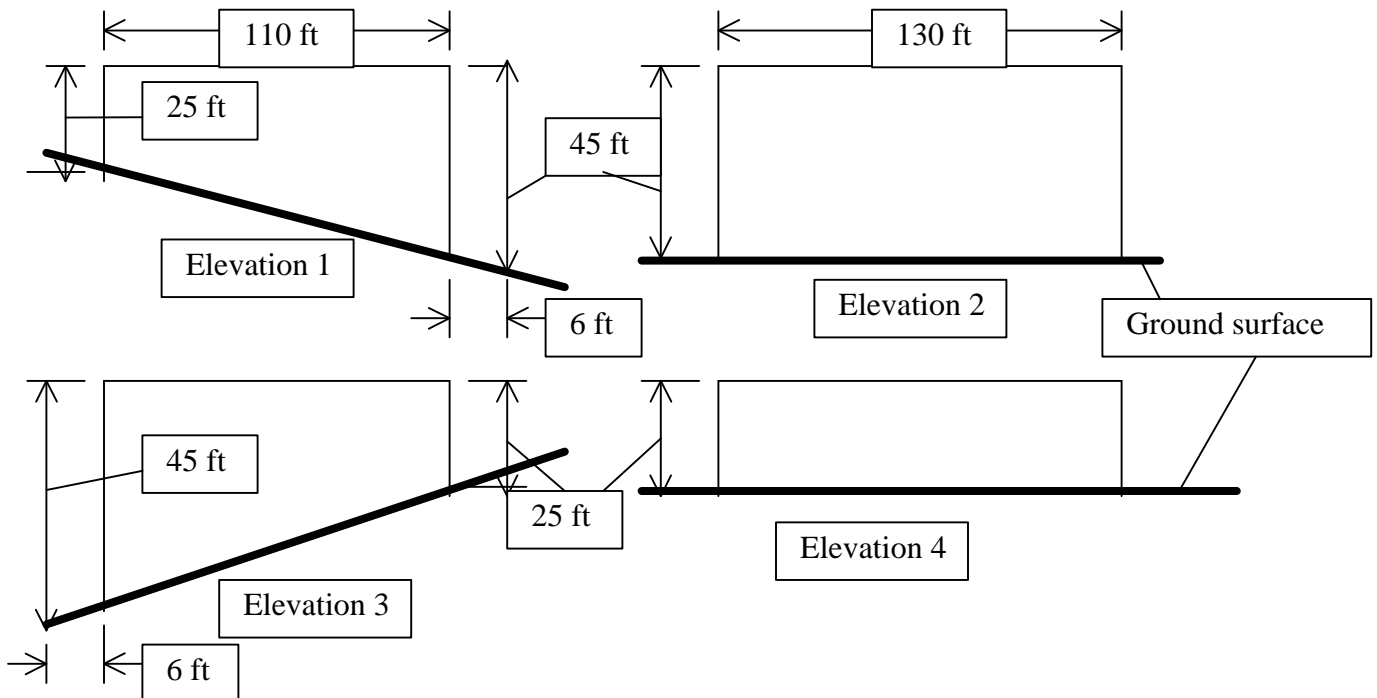 110 ft
130 ft
25 ft
45 ft
Elevation 1
Elevation 2
6 ft
Ground surface
45 ft
25 ft
Elevation 4
Elevation 3
6 ft